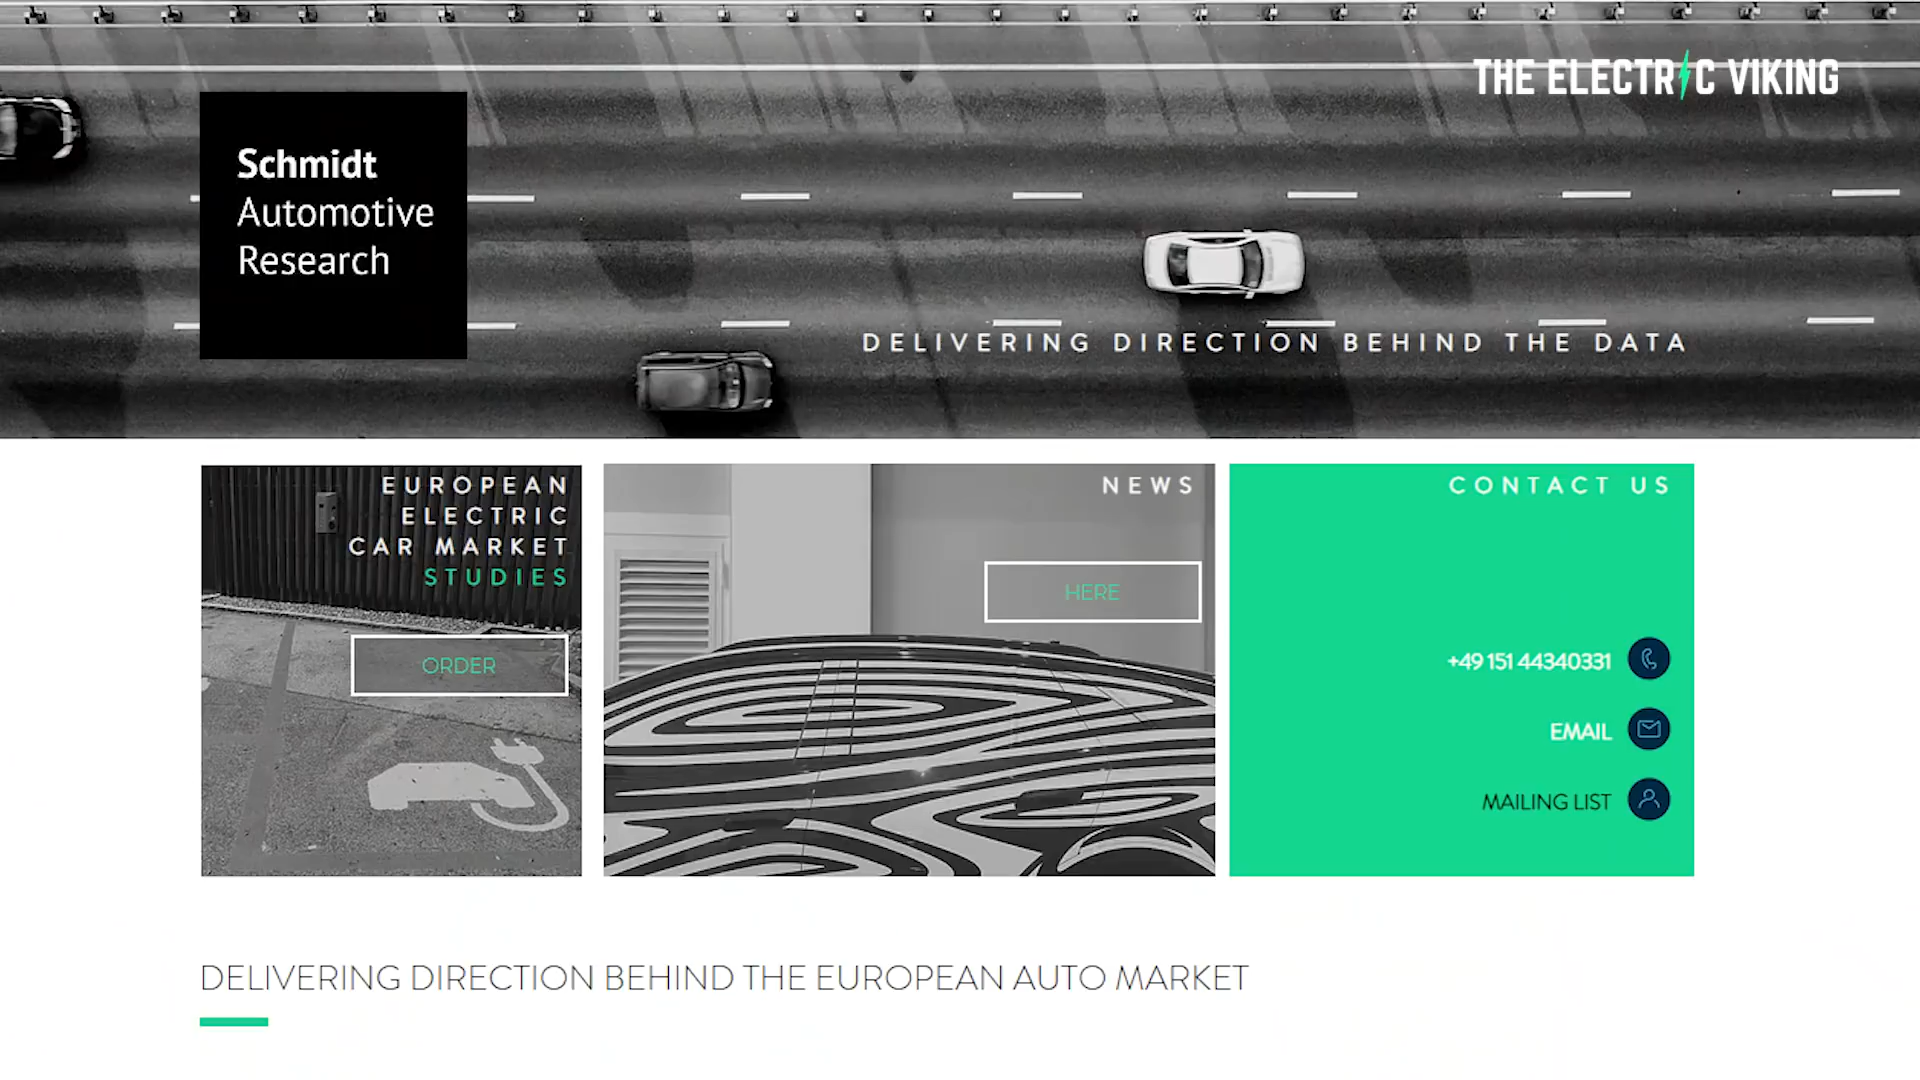 THE ELECTRIC VIKING
Schmidt
Automotive
Research
DELIVERING DIRECTION BEHIND THE DATA
EUROPEAN
ELECTRIC
CAR MARKET
STUDIES
ORDER
NEWS
HERE
CONTACT US
+49 151 44340331
EMAIL
MAILING LIST
DELIVERING DIRECTION BEHIND THE EUROPEAN AUTO MARKET